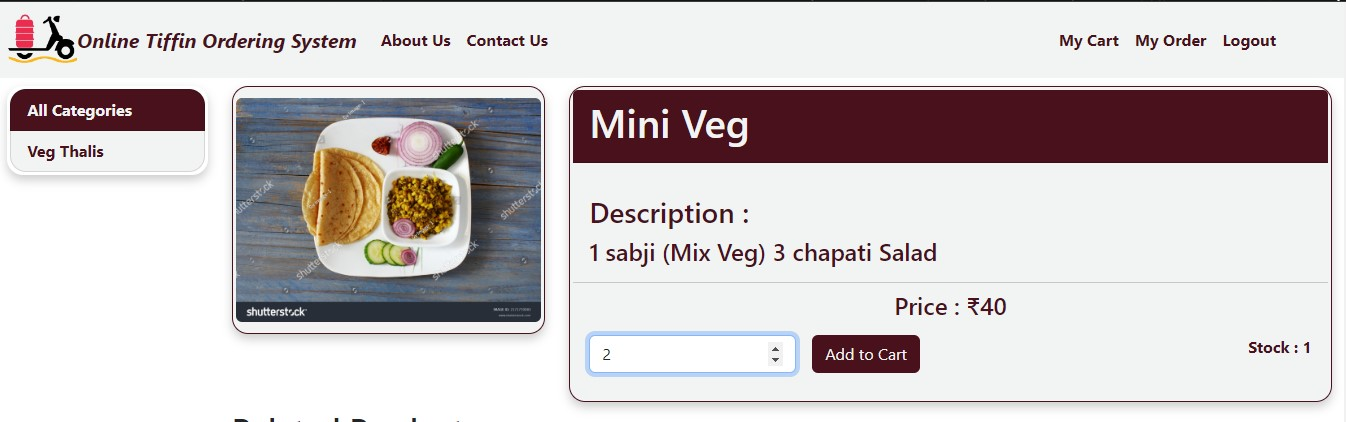 Online Tiffin Ordering System About Us Contact Us My Cart My Order Logout
All Categories
Veg Thalis
shutterstock
Mini Veg
Description :
1 sabji (Mix Veg) 3 chapati Salad
Price : ₹40
2 Add to Cart Stock : 1